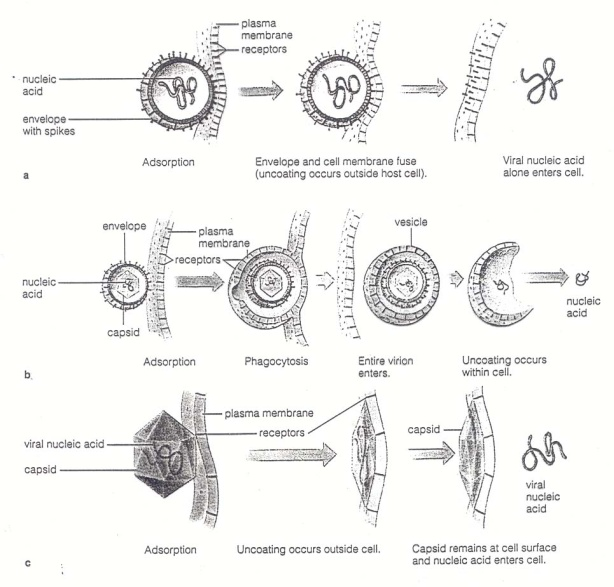 plasma
membrane
receptors
nucleic
acid
envelope
with spikes
Adsorption
Envelope and cell membrane fuse
(uncoating occurs outside host cell).
Viral nucleic acid
alone enters cell.
a
envelope
plasma
membrane
receptors
vesicle
nucleic
acid
capsid
nucleic
acid
Adsorption
Phagocytosis
Entire virion
enters.
Uncoating occurs
within cell.
b
plasma membrane
receptors
capsid
viral nucleic acid
capsid
viral
nucleic
acid
Adsorption
Uncoating occurs outside cell.
Capsid remains at cell surface
and nucleic acid enters cell.
c